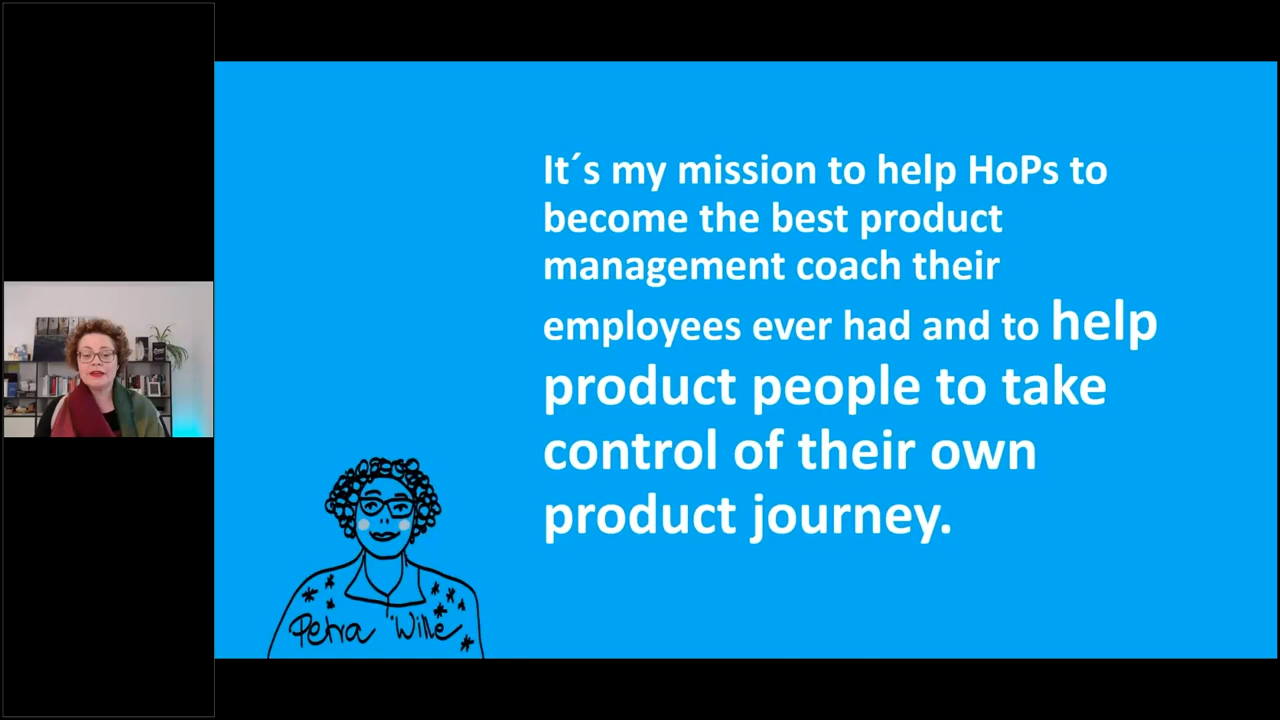 It´s my mission to help HoPs to
become the best product
management coach their
employees ever had and to help
product people to take
control of their own
product journey.
Petra Wille